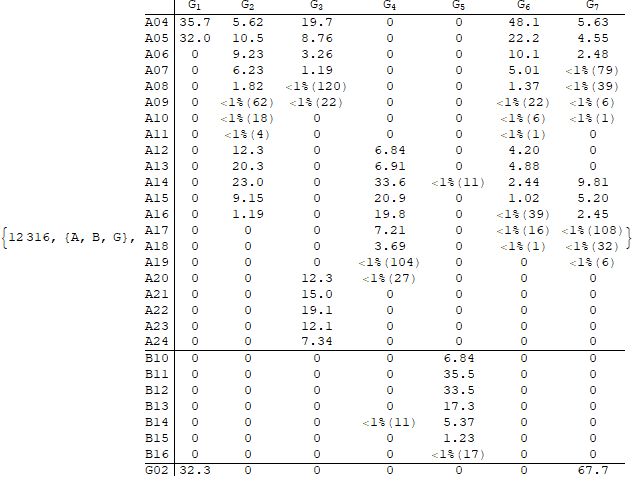 G1 G2 G3 G4 G5 G6 G7
A04 35.7 5.62 19.7 0 0 48.1 5.63
A05 32.0 10.5 8.76 0 0 22.2 4.55
A06 0 9.23 3.26 0 0 10.1 2.48
A07 0 6.23 1.19 0 0 5.01 <1%(79)
A08 0 1.82 <1%(120) 0 0 1.37 <1%(39)
A09 0 <1%(62) <1%(22) 0 0 <1%(22) <1%(6)
A10 0 <1%(18) 0 0 0 <1%(6) <1%(1)
A11 0 <1%(4) 0 0 0 <1%(1) 0
A12 0 12.3 0 6.84 0 4.20 0
A13 0 20.3 0 6.91 0 4.88 0
A14 0 23.0 0 33.6 <1%(11) 2.44 9.81
A15 0 9.15 0 20.9 0 1.02 5.20
A16 0 1.19 0 19.8 0 <1%(39) 2.45
{12316, {A, B, G}, A17 0 0 0 7.21 0 <1%(16) <1%(108)}
A18 0 0 0 3.69 0 <1%(1) <1%(32)
A19 0 0 0 <1%(104) 0 0 <1%(6)
A20 0 0 12.3 <1%(27) 0 0 0
A21 0 0 15.0 0 0 0 0
A22 0 0 19.1 0 0 0 0
A23 0 0 12.1 0 0 0 0
A24 0 0 7.34 0 0 0 0
B10 0 0 0 0 6.84 0 0
B11 0 0 0 0 35.5 0 0
B12 0 0 0 0 33.5 0 0
B13 0 0 0 0 17.3 0 0
B14 0 0 0 <1%(11) 5.37 0 0
B15 0 0 0 0 1.23 0 0
B16 0 0 0 0 <1%(17) 0 0
G02 32.3 0 0 0 0 0 67.7